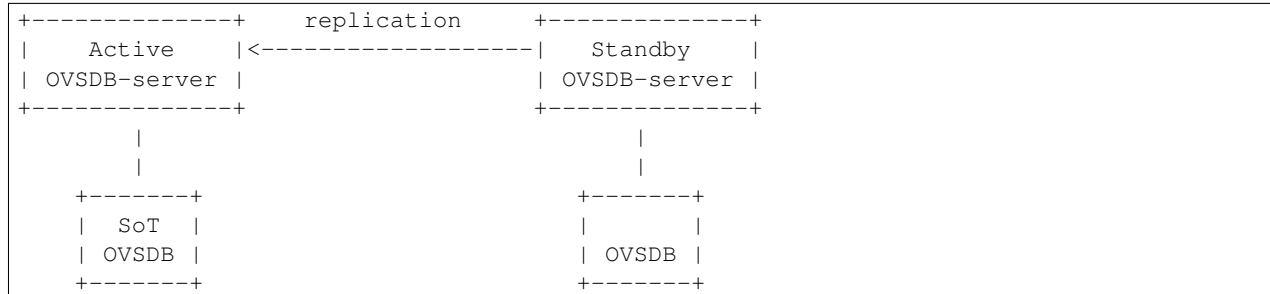 +--------------+    replication     +--------------+
|    Active    |<-------------------|   Standby    |
| OVSDB-server |                    | OVSDB-server |
+--------------+                    +--------------+
        |                                  |
        |                                  |
    +-------+                          +-------+
    |  SoT  |                          |       |
    | OVSDB |                          | OVSDB |
    +-------+                          +-------+